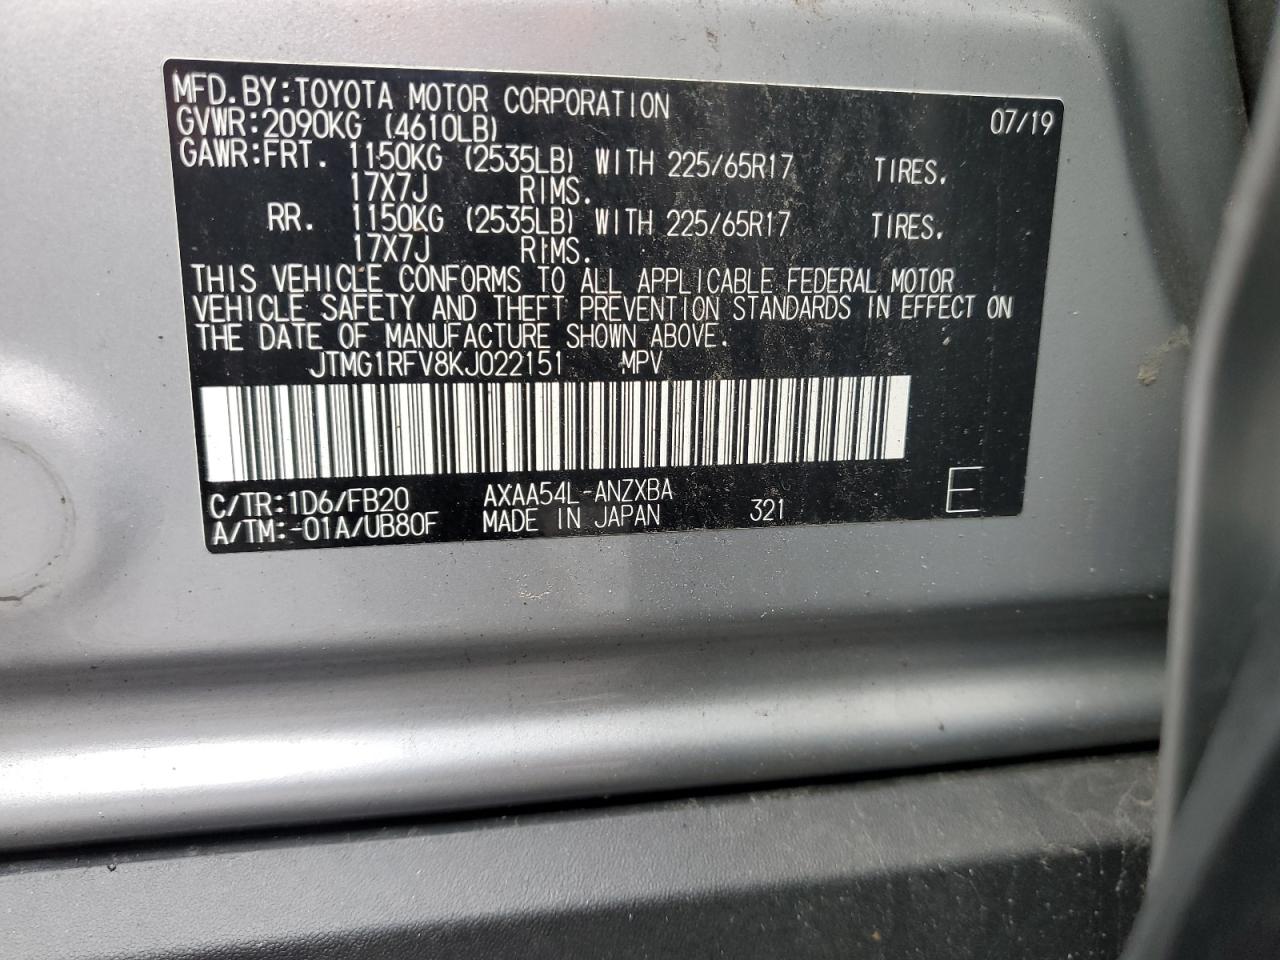 MFD.BY:TOYOTA MOTOR CORPORATION 07/19
GVWR:2090KG (4610LB)
GAWR:FRT. 1150KG (2535LB) WITH 225/65R17 TIRES.
17X7J RIMS.
RR. 1150KG (2535LB) WITH 225/65R17 TIRES.
17X7J RIMS.
THIS VEHICLE CONFORMS TO ALL APPLICABLE FEDERAL MOTOR
VEHICLE SAFETY AND THEFT PREVENTION STANDARDS IN EFFECT ON
THE DATE OF MANUFACTURE SHOWN ABOVE.
JTMG1RFV8KJ022151 MPV
C/TR:1D6/FB20 AXAA54L-ANZXBA E
A/TM:-01A/UB80F MADE IN JAPAN 321